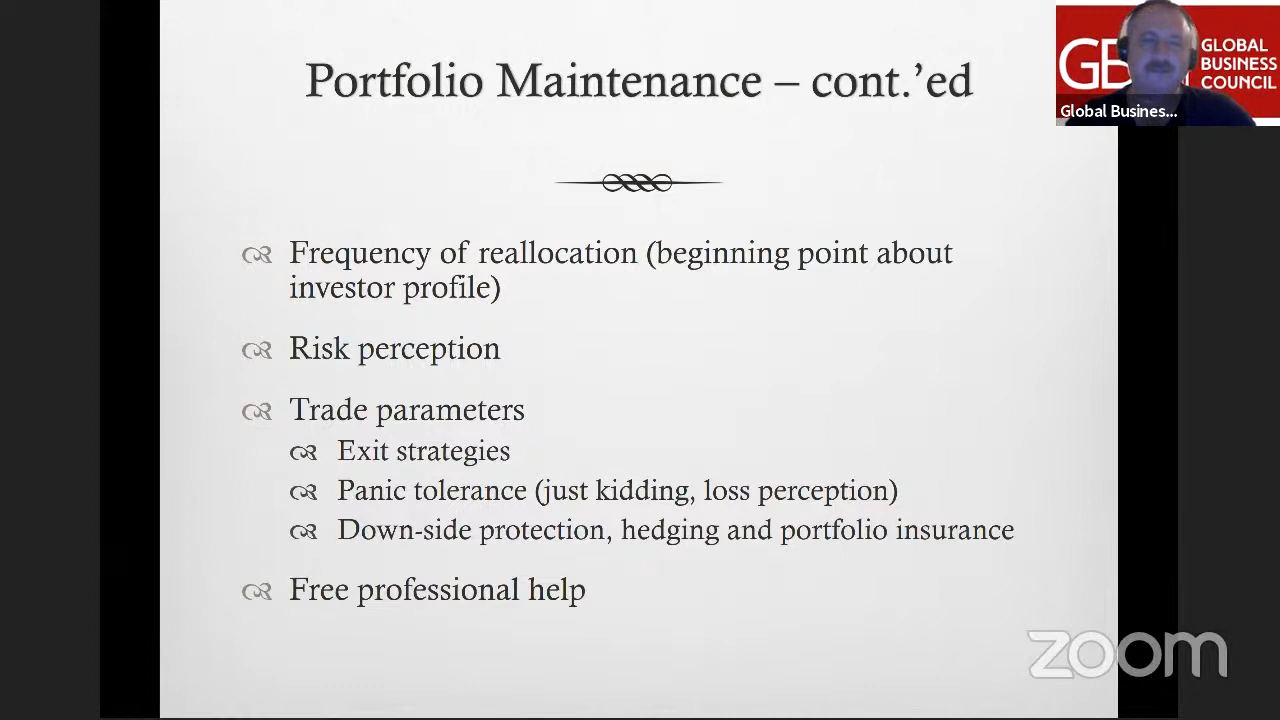 Portfolio Maintenance – cont.’ed
GLOBAL
BUSINESS
COUNCIL
Global Busines...
Frequency of reallocation (beginning point about
investor profile)
Risk perception
Trade parameters
Exit strategies
Panic tolerance (just kidding, loss perception)
Down-side protection, hedging and portfolio insurance
Free professional help
zoom